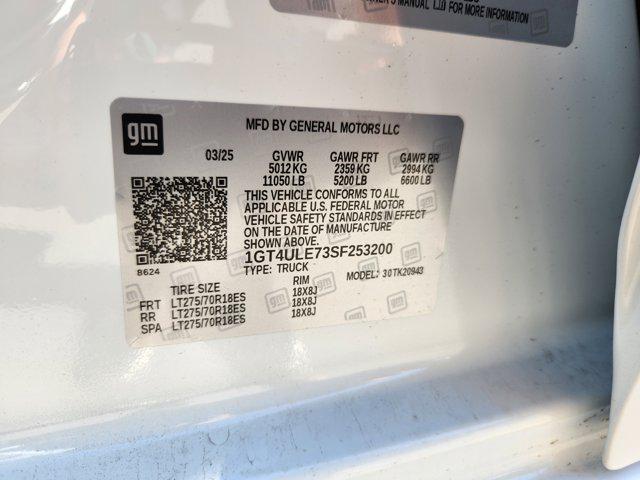 OWNER'S MANUAL FOR MORE INFORMATION
gm
MFD BY GENERAL MOTORS LLC
03/25 GVWR GAWR FRT GAWR RR
5012 KG 2359 KG 2994 KG
11050 LB 5200 LB 6600 LB
THIS VEHICLE CONFORMS TO ALL
APPLICABLE U.S. FEDERAL MOTOR
VEHICLE SAFETY STANDARDS IN EFFECT
ON THE DATE OF MANUFACTURE
SHOWN ABOVE.
1GT4ULE73SF253200
TYPE: TRUCK MODEL: 30TK20943
8624
TIRE SIZE RIM
FRT LT275/70R18ES 18X8J
RR LT275/70R18ES 18X8J
SPA LT275/70R18ES 18X8J